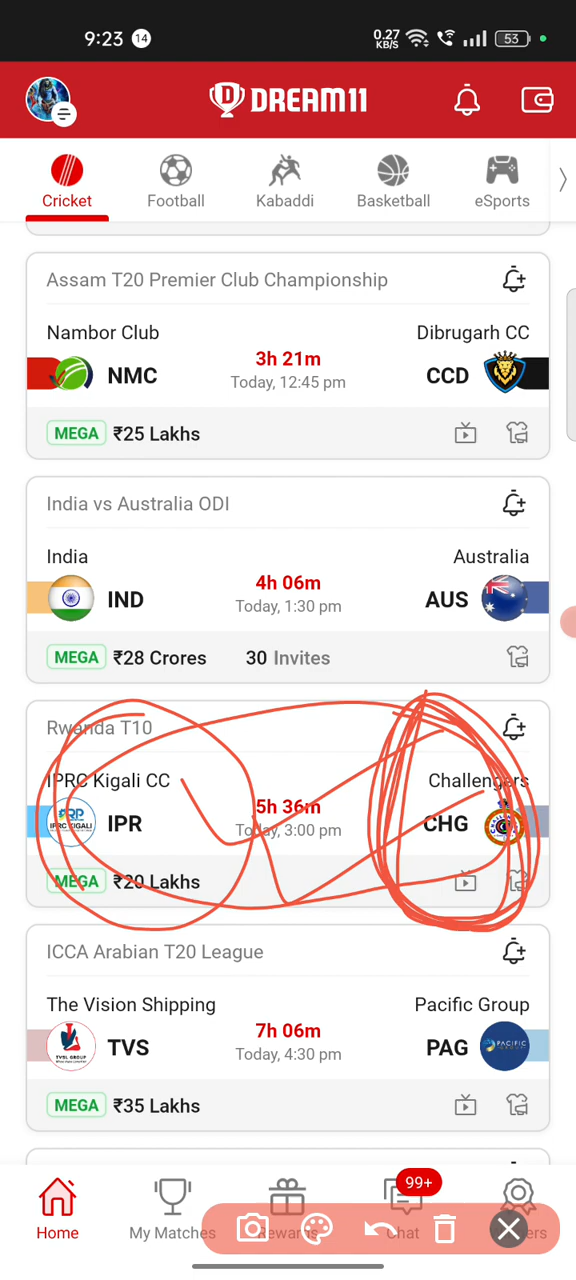 9:23 14 0.27 KB/S 53
DREAM11
Cricket Football Kabaddi Basketball eSports
Assam T20 Premier Club Championship
Nambor Club Dibrugarh CC
NMC 3h 21m CCD
Today, 12:45 pm
MEGA ₹25 Lakhs
India vs Australia ODI
India Australia
IND 4h 06m AUS
Today, 1:30 pm
MEGA ₹28 Crores 30 Invites
Rwanda T10
IPRC Kigali CC Challengers
IPR 5h 36m CHG
Today, 3:00 pm
MEGA ₹20 Lakhs
ICCA Arabian T20 League
The Vision Shipping Pacific Group
TVS 7h 06m PAG
Today, 4:30 pm
MEGA ₹35 Lakhs
99+
Home My Matches Rewards Chat